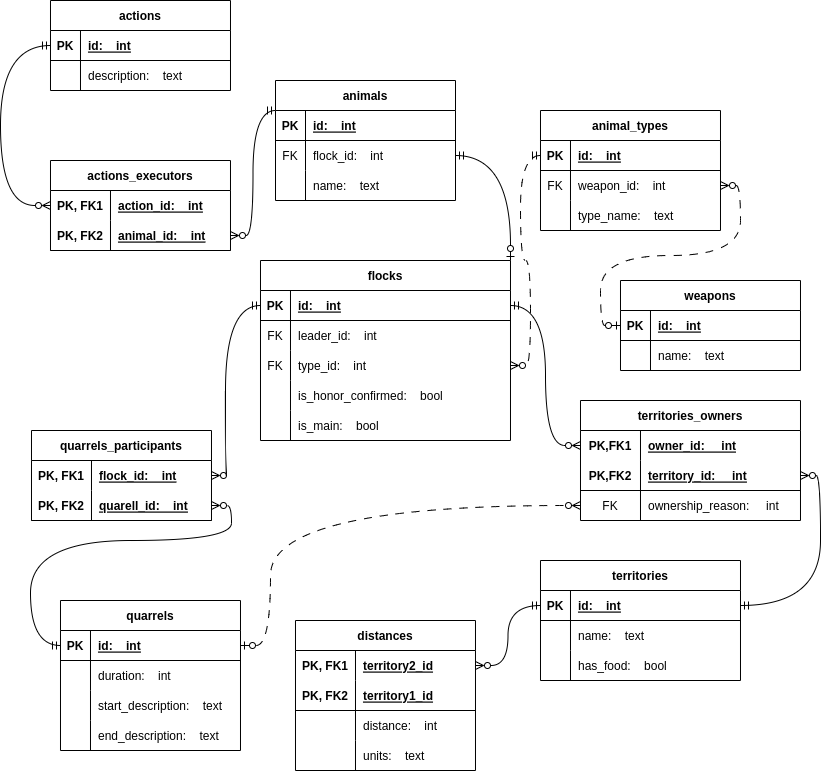 actions
PK id: int
description: text
actions_executors
PK, FK1 action_id: int
PK, FK2 animal_id: int
animals
PK id: int
FK flock_id: int
name: text
animal_types
PK id: int
FK weapon_id: int
type_name: text
flocks
PK id: int
FK leader_id: int
FK type_id: int
is_honor_confirmed: bool
is_main: bool
weapons
PK id: int
name: text
quarrels_participants
PK, FK1 flock_id: int
PK, FK2 quarell_id: int
territories_owners
PK,FK1 owner_id: int
PK,FK2 territory_id: int
FK ownership_reason: int
quarrels
PK id: int
duration: int
start_description: text
end_description: text
distances
PK, FK1 territory2_id
PK, FK2 territory1_id
distance: int
units: text
territories
PK id: int
name: text
has_food: bool